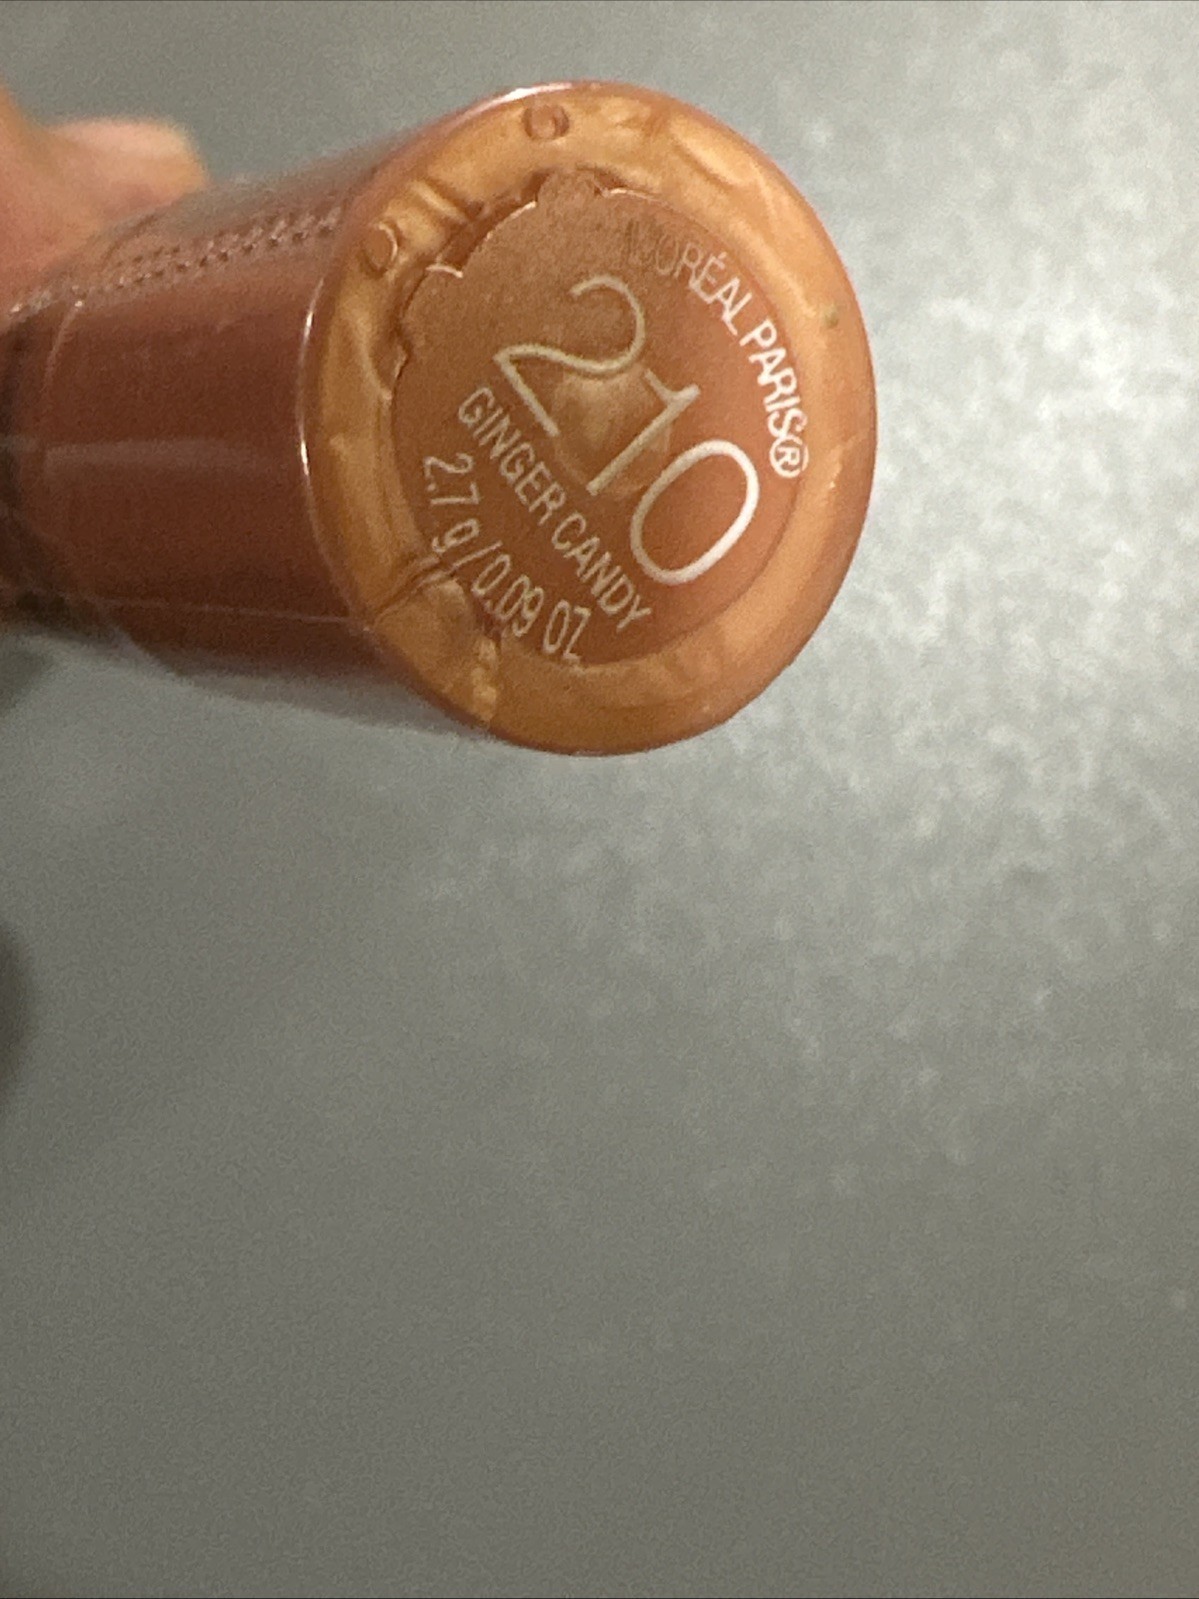 L'ORÉAL PARIS®
210
GINGER CANDY
2.7 g/0.09 OZ.